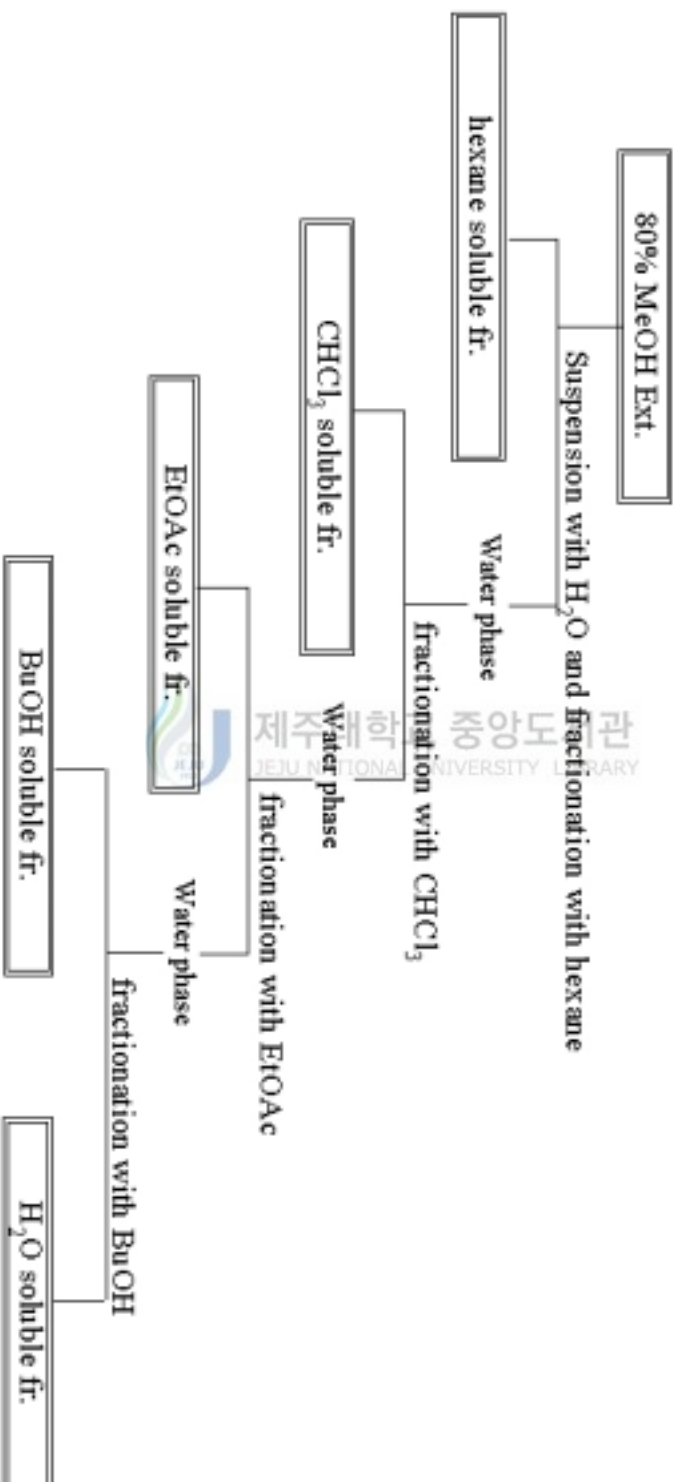 80% MeOH Ext.
Suspension with H₂O and fractionation with hexane
hexane soluble fr.
Water phase
fractionation with CHCl₃
CHCl₃ soluble fr.
Water phase
fractionation with EtOAc
EtOAc soluble fr.
Water phase
fractionation with BuOH
BuOH soluble fr.
H₂O soluble fr.
제주대학교 중앙도서관
JEJU NATIONAL UNIVERSITY LIBRARY